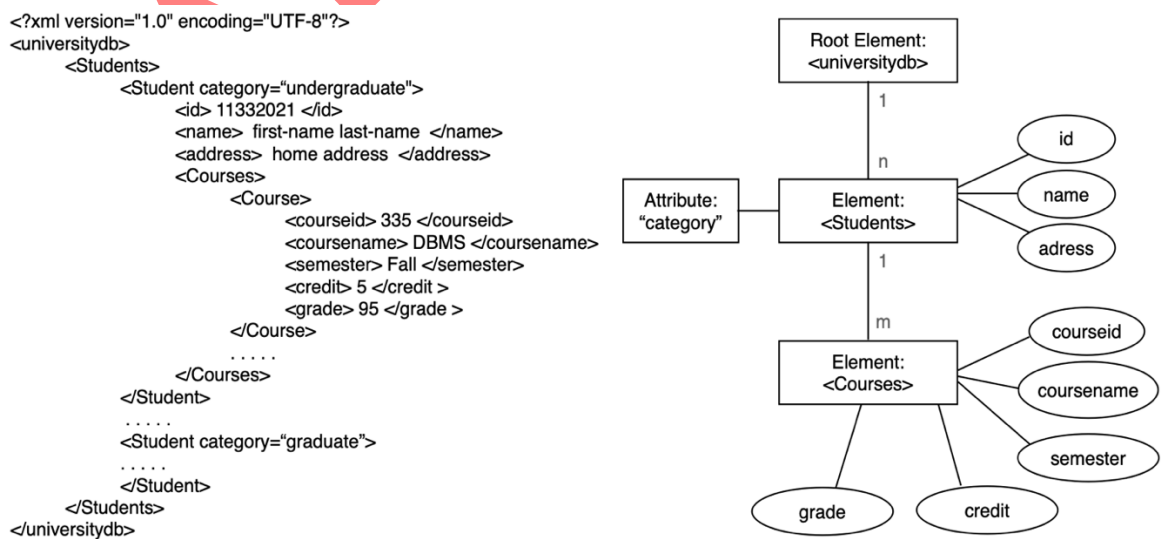 <?xml version="1.0" encoding="UTF-8"?>
<universitydb>
<Students>
<Student category=“undergraduate">
<id> 11332021 </id>
<name>  first-name last-name  </name>
<address>  home address  </address>
<Courses>
<Course>
<courseid> 335 </courseid>
<coursename> DBMS </coursename>
<semester> Fall </semester>
<credit> 5 </credit >
<grade> 95 </grade >
</Course>
. . . . .
</Courses>
</Student>
. . . . .
<Student category=“graduate”>
. . . . .
</Student>
</Students>
</universitydb>
Root Element:
<universitydb>
1
n
Attribute:
“category”
Element:
<Students>
id
name
adress
1
m
Element:
<Courses>
courseid
coursename
semester
grade
credit